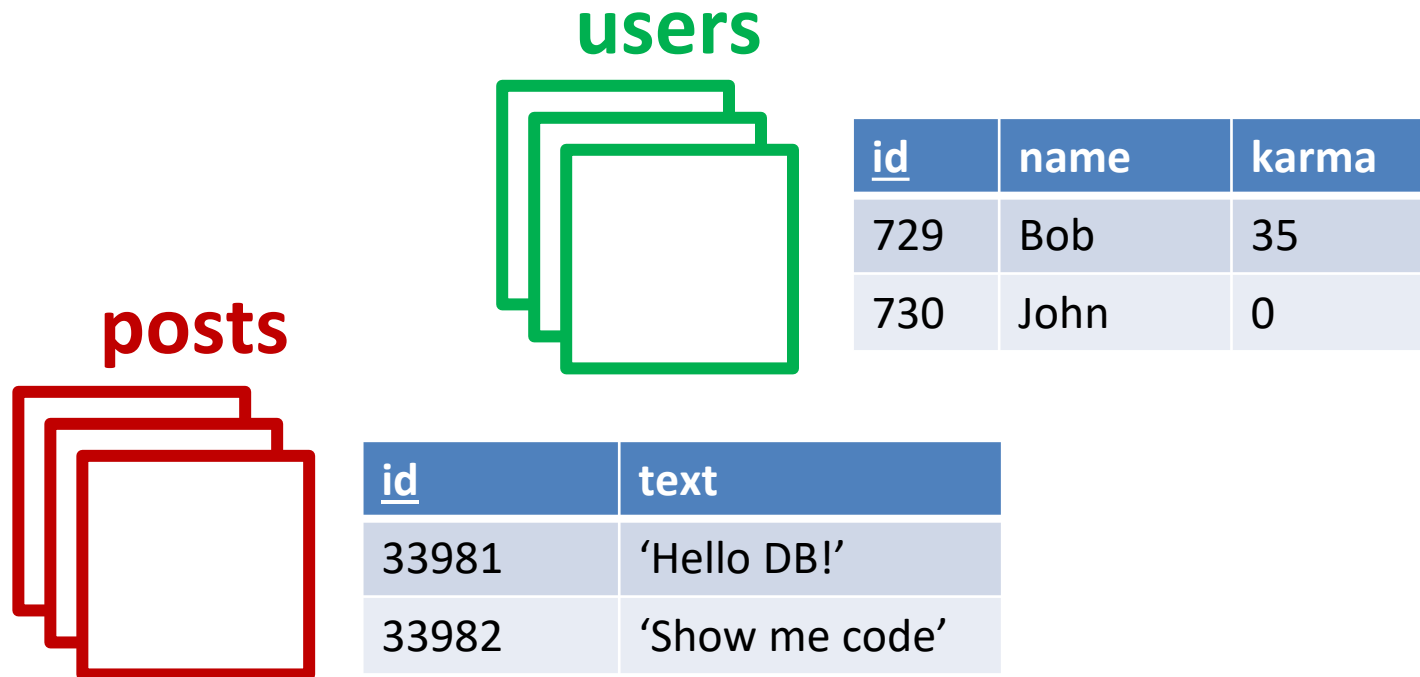 users
id name karma
729 Bob 35
730 John 0
posts
id text
33981 ‘Hello DB!’
33982 ‘Show me code’